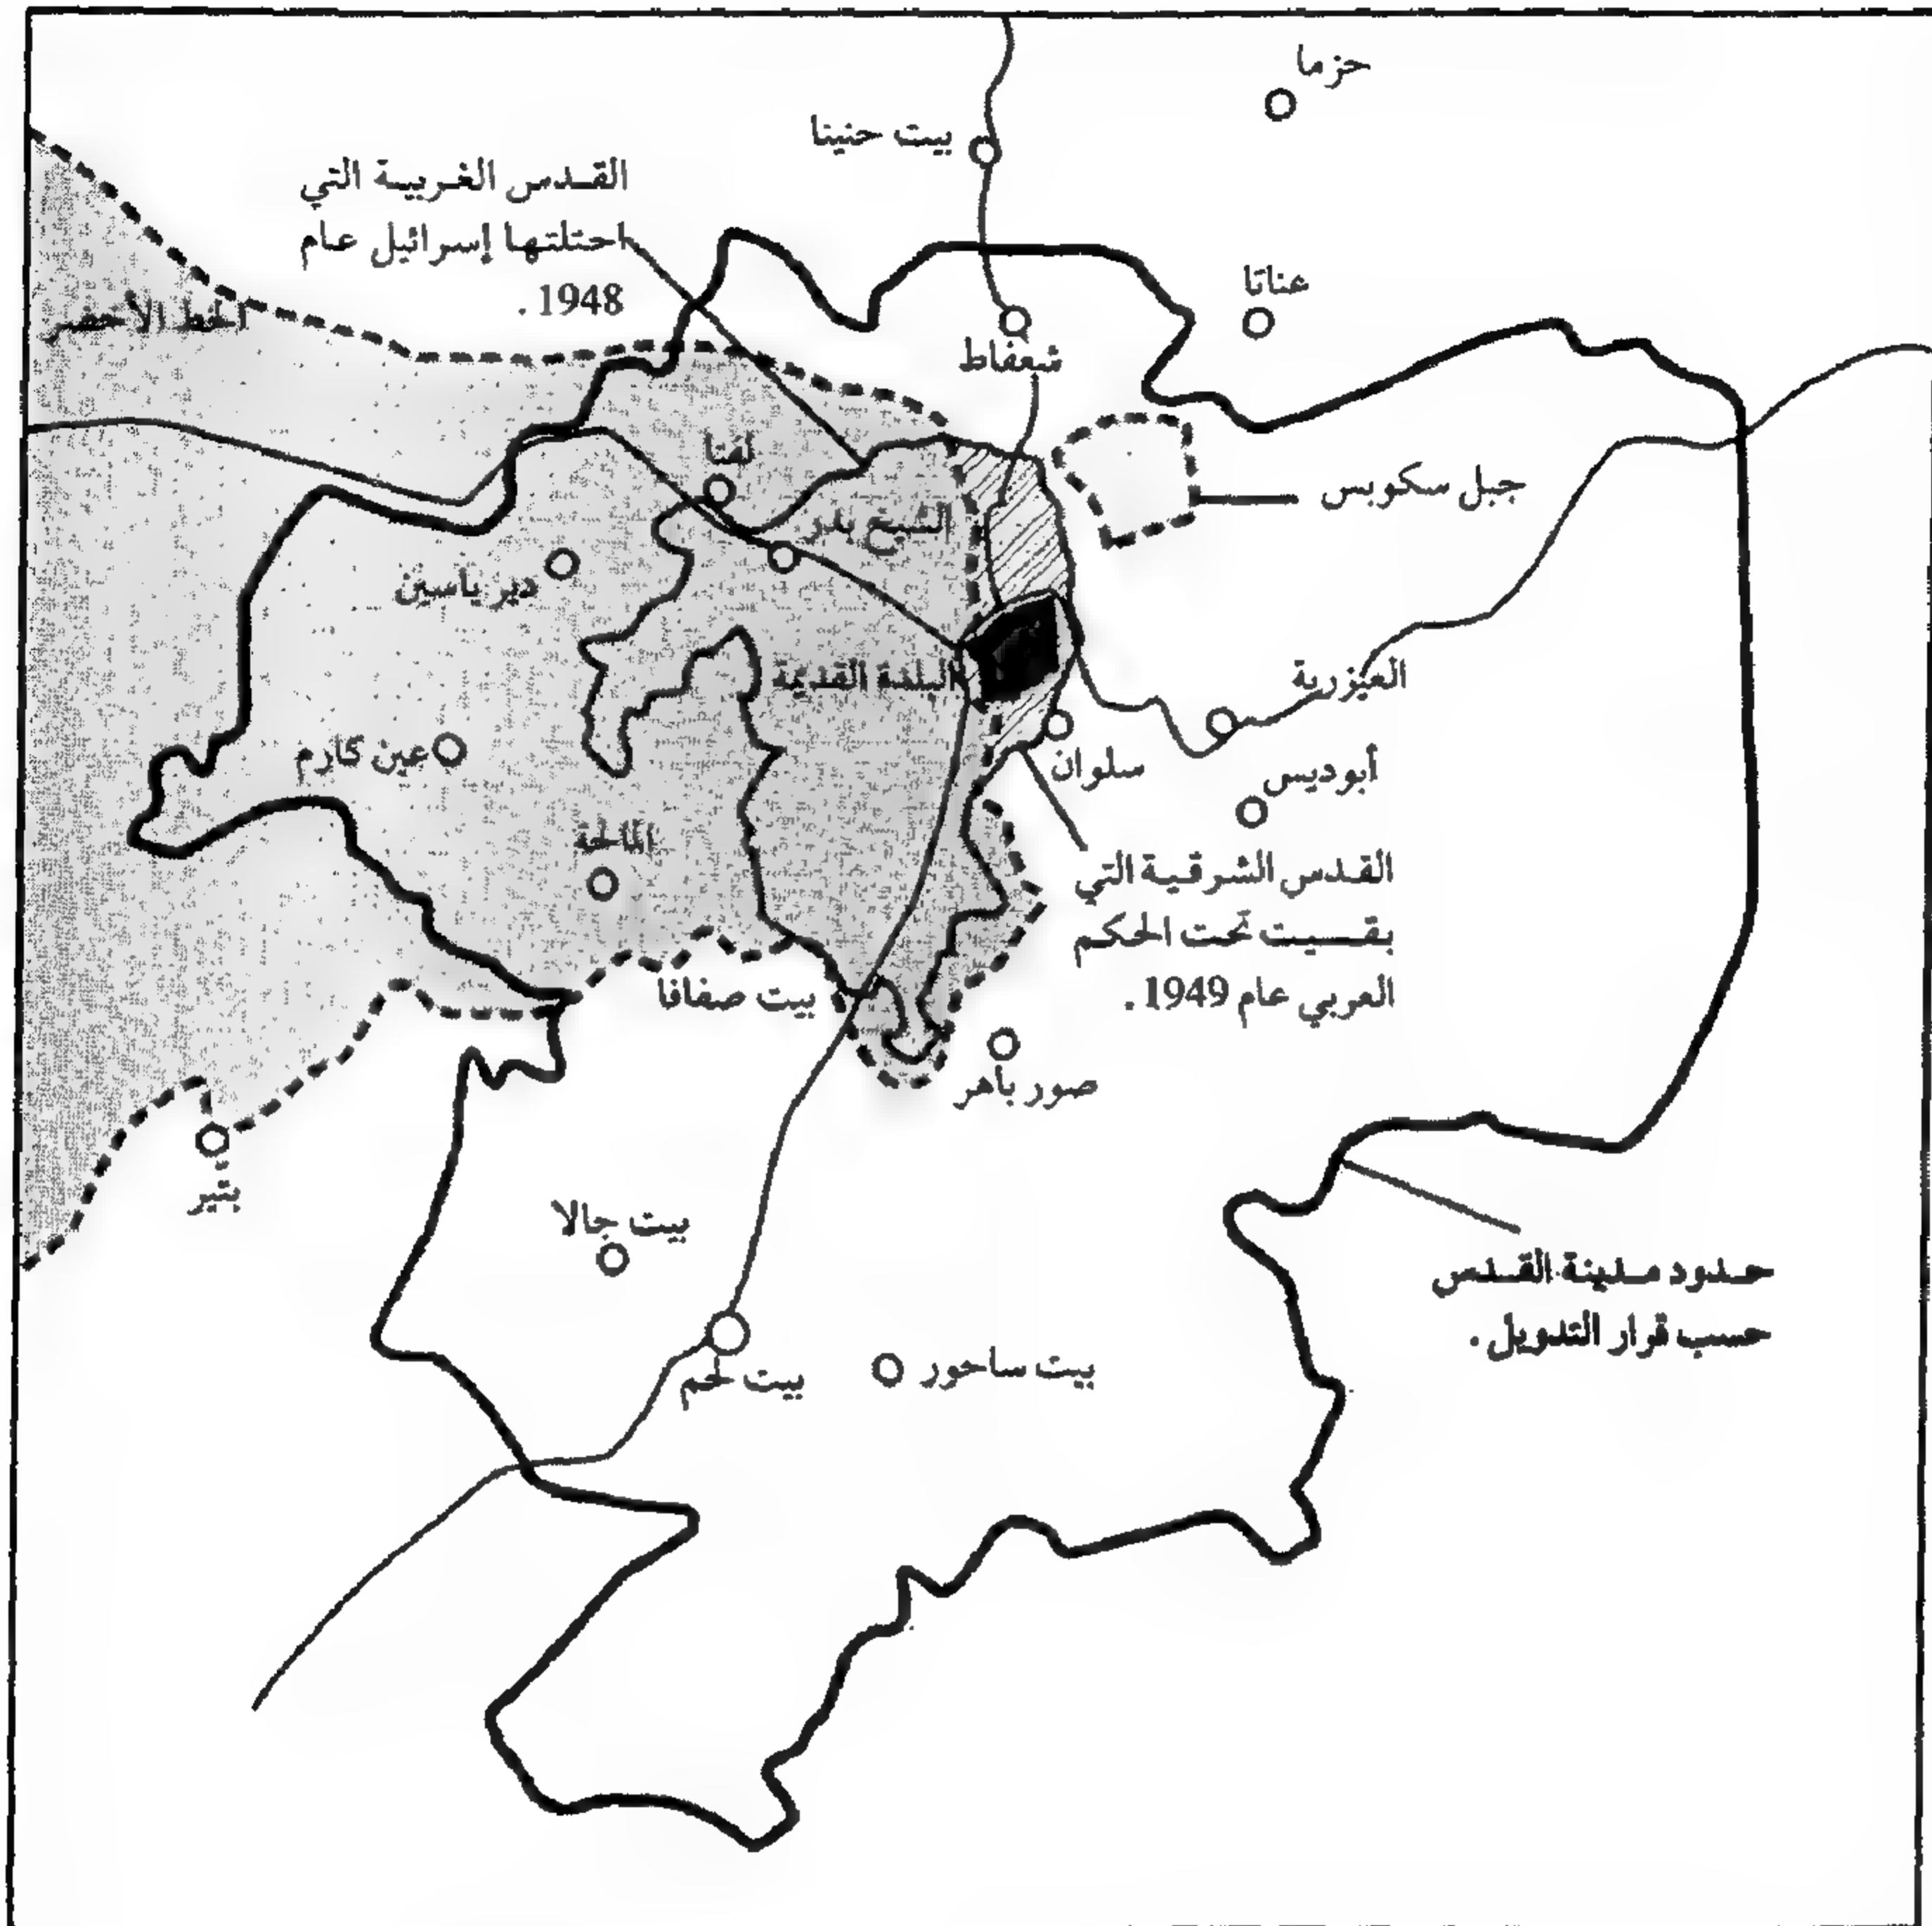 حزما
بيت حنينا
القدس الغربية التي
احتلتها إسرائيل عام
1948 .
عناتا
الخط الأخضر
شعفاط
لفتا
جبل سكوبس
الشيخ بدر
دير ياسين
البلدة القديمة
العيزرية
عين كارم
سلوان
أبو ديس
المالحة
القدس الشرقية التي
بقيت تحت الحكم
العربي عام 1949 .
بيت صفافا
صور باهر
بتير
بيت جالا
حدود مدينة القدس
حسب قرار التدويل .
بيت ساحور
بيت لحم